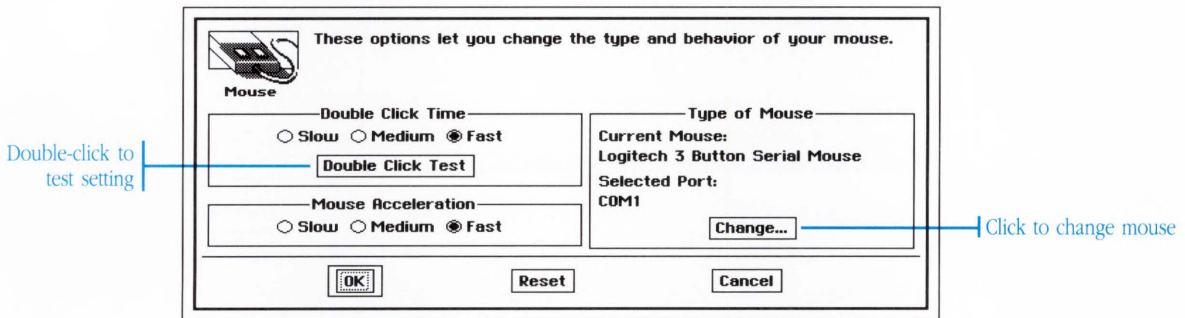 These options let you change the type and behavior of your mouse.
Mouse
Double Click Time
Slow Medium Fast
Double Click Test
Mouse Acceleration
Slow Medium Fast
Type of Mouse
Current Mouse:
Logitech 3 Button Serial Mouse
Selected Port:
COM1
Change...
OK Reset Cancel
Double-click to
test setting
Click to change mouse